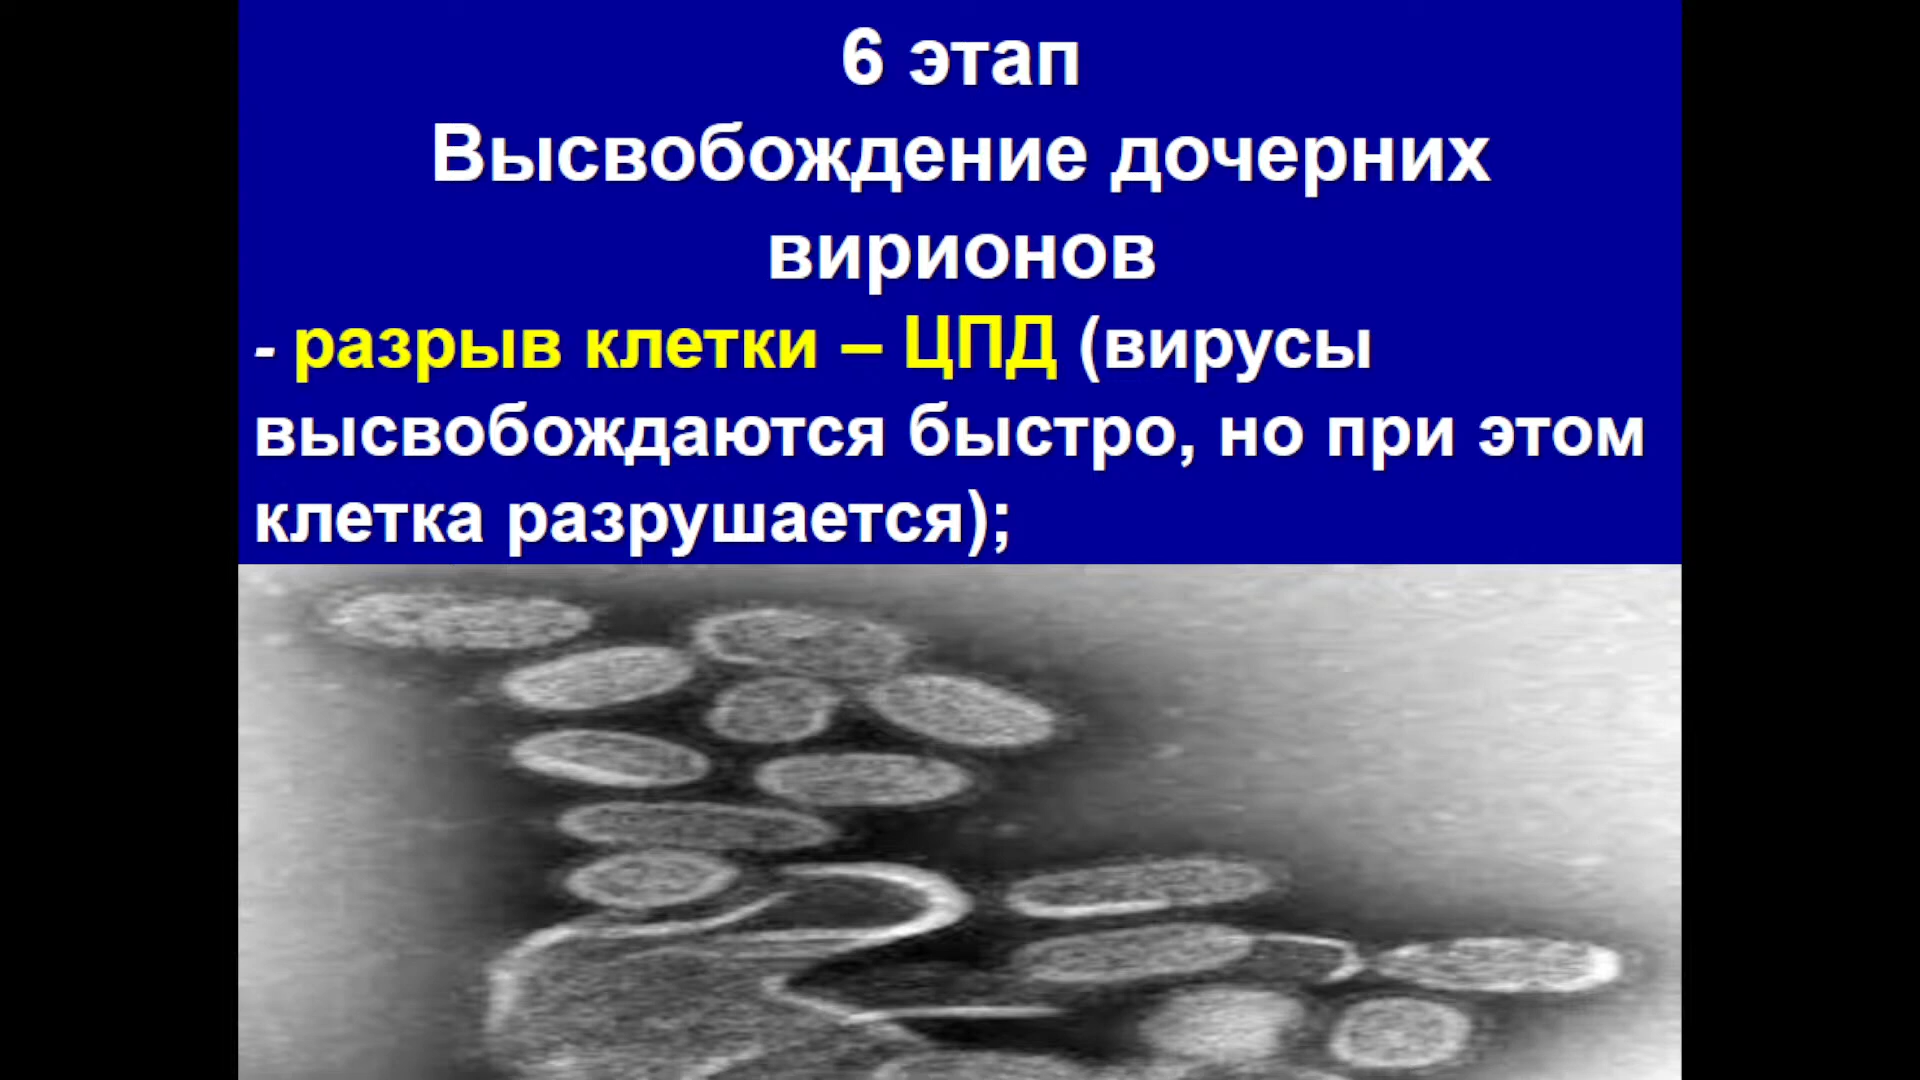 6 этап
Высвобождение дочерних
вирионов
- разрыв клетки – ЦПД (вирусы
высвобождаются быстро, но при этом
клетка разрушается);